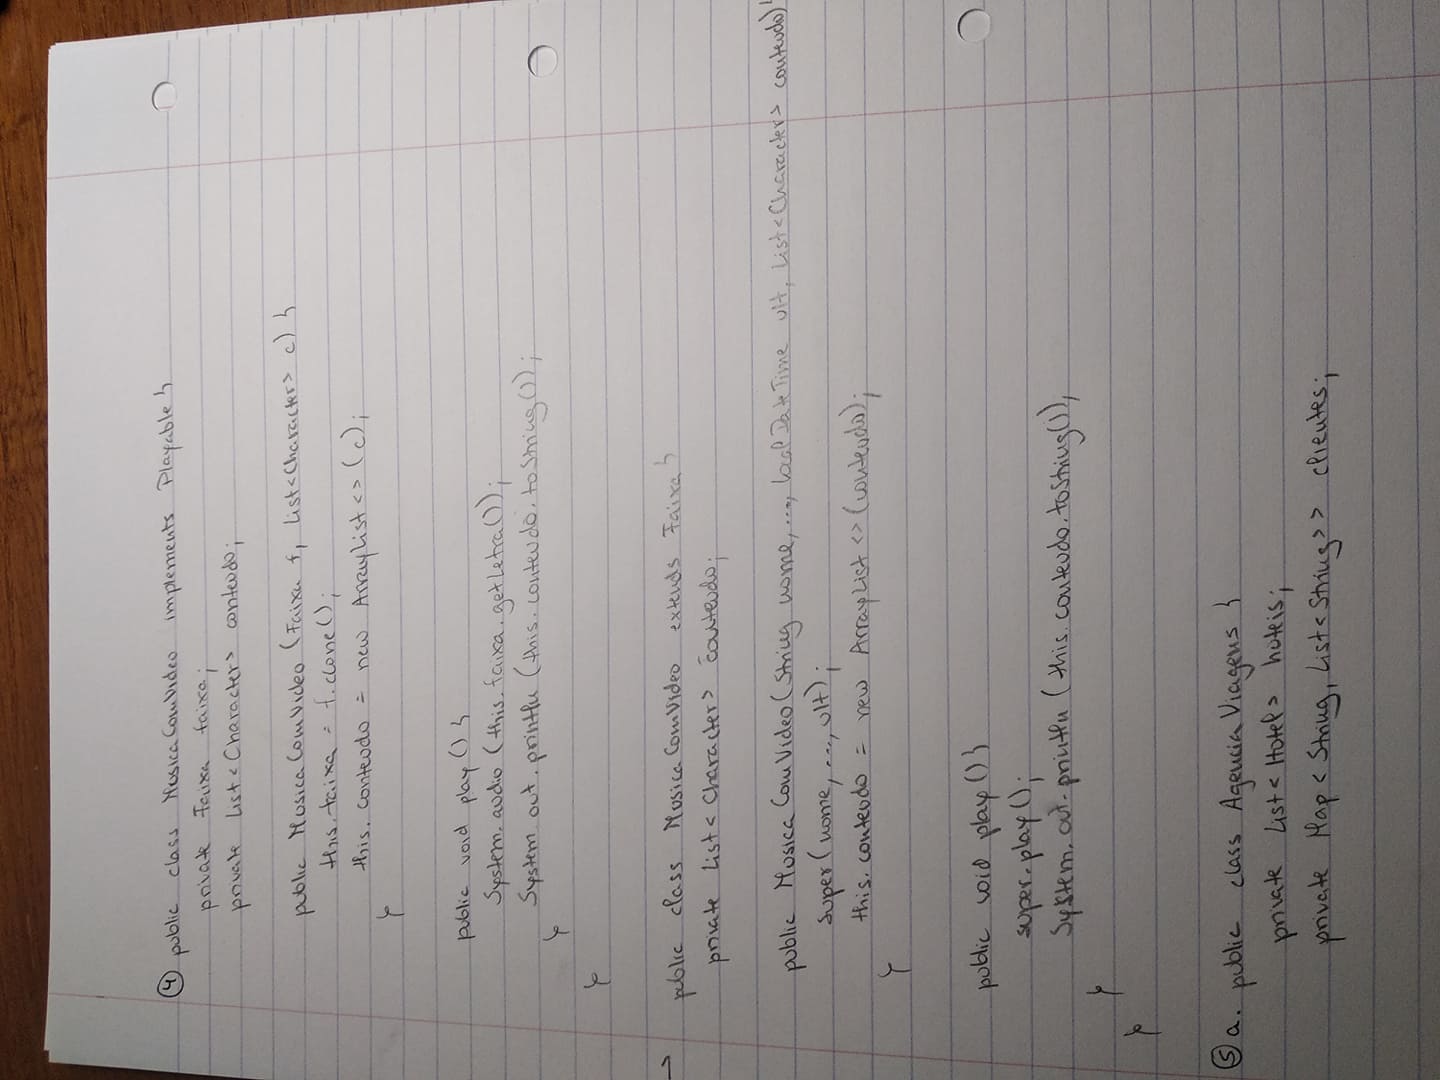 ④ public class MusicaComVideo implements Playable {
private Faixa faixa;
private List<Character> conteudo;
public MusicaComVideo (Faixa f, List<Character> c) {
this.faixa = f.clone();
this.conteudo = new ArrayList<>(c);
}
public void play () {
System.audio (this.faixa.getLetra());
System.out.println (this.conteudo.toString());
}
}
→ public class MusicaComVideo extends Faixa {
private List<Character> conteudo;
public MusicaComVideo (String nome, ..., LocalDateTime ult, List<Character> conteudo) {
super(nome, ..., ult);
this.conteudo = new ArrayList<>(conteudo);
}
public void play () {
super.play();
System.out.println (this.conteudo.toString()),
}
}
⑤ a. public class AgenciaViagens {
private List<Hotel> hoteis;
private Map<String, List<String>> clientes;